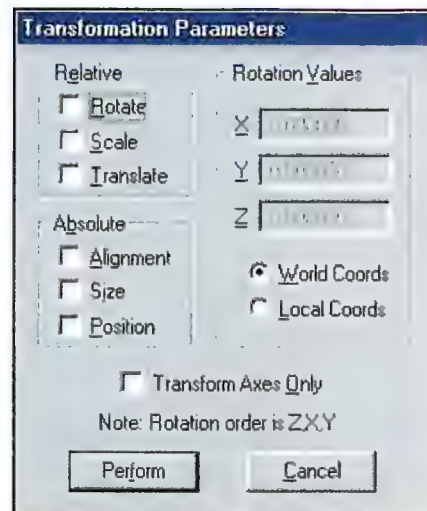 Transformation Parameters
Relative
Rotate
Scale
Translate
Absolute
Alignment
Size
Position
Rotation Values
X
Y
Z
World Coords
Local Coords
Transform Axes Only
Note: Rotation order is Z,X,Y
Perform
Cancel